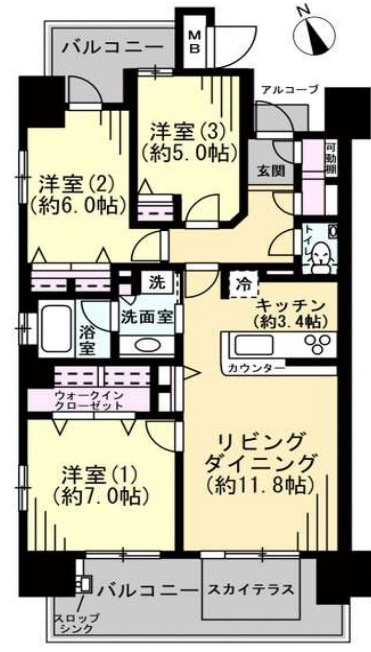 バルコニー
MB
N
アルコーブ
洋室(3)
(約5.0帖)
玄関
可動棚
洋室(2)
(約6.0帖)
トイレ
洗
冷
キッチン
(約3.4帖)
洗面室
浴室
カウンター
ウォークイン
クローゼット
リビング
ダイニング
(約11.8帖)
洋室(1)
(約7.0帖)
バルコニー
スカイテラス
スロップ
シンク